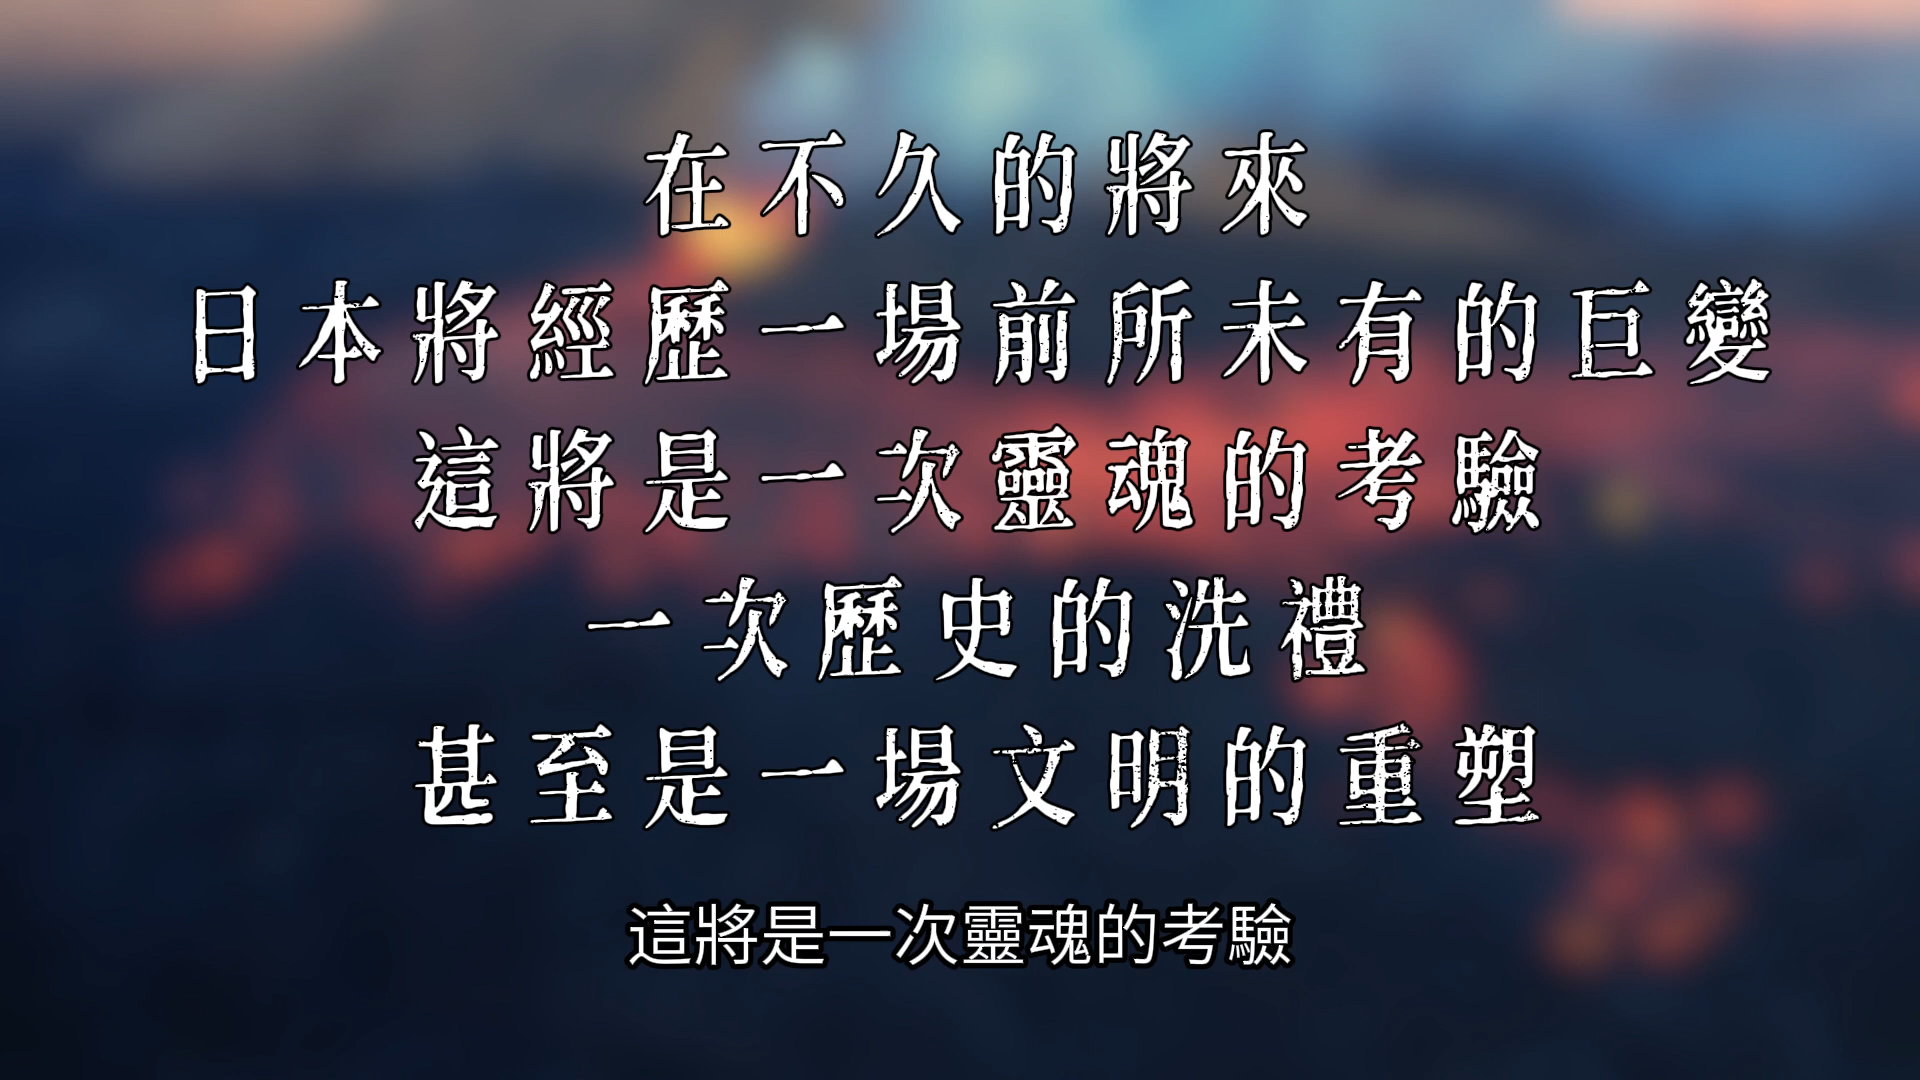 在不久的將來
日本將經歷一場前所未有的巨變
這將是一次靈魂的考驗
一次歷史的洗禮
甚至是一場文明的重塑
這將是一次靈魂的考驗